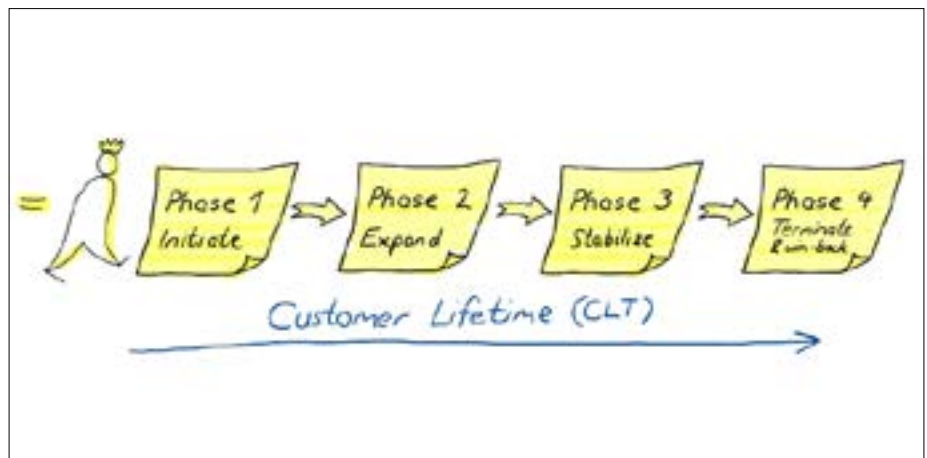 =
Phase 1
Initiate
Phase 2
Expand
Phase 3
Stabilize
Phase 4
Terminate
& win-back
Customer Lifetime (CLT)